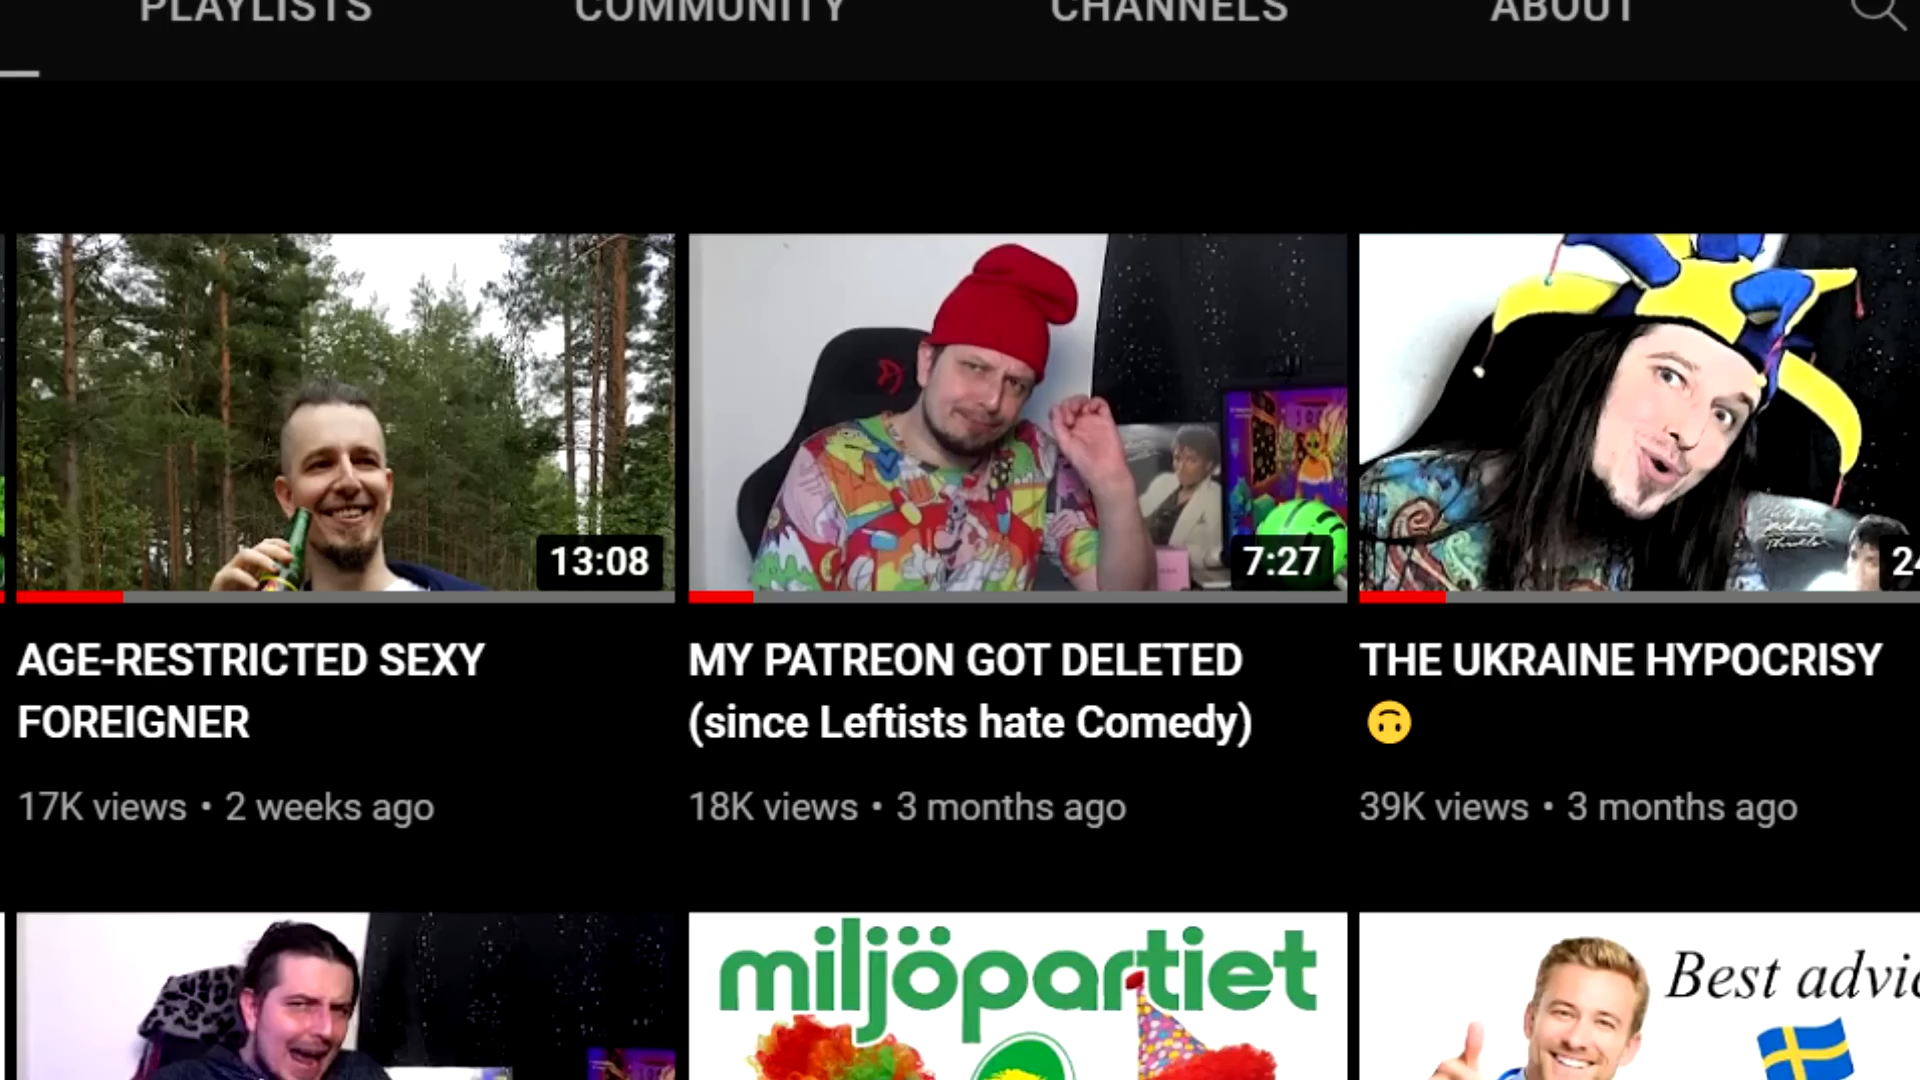 PLAYLISTS COMMUNITY CHANNELS ABOUT
13:08
7:27
AGE-RESTRICTED SEXY
FOREIGNER
17K views • 2 weeks ago
MY PATREON GOT DELETED
(since Leftists hate Comedy)
18K views • 3 months ago
THE UKRAINE HYPOCRISY
🙃
39K views • 3 months ago
miljöpartiet
Best